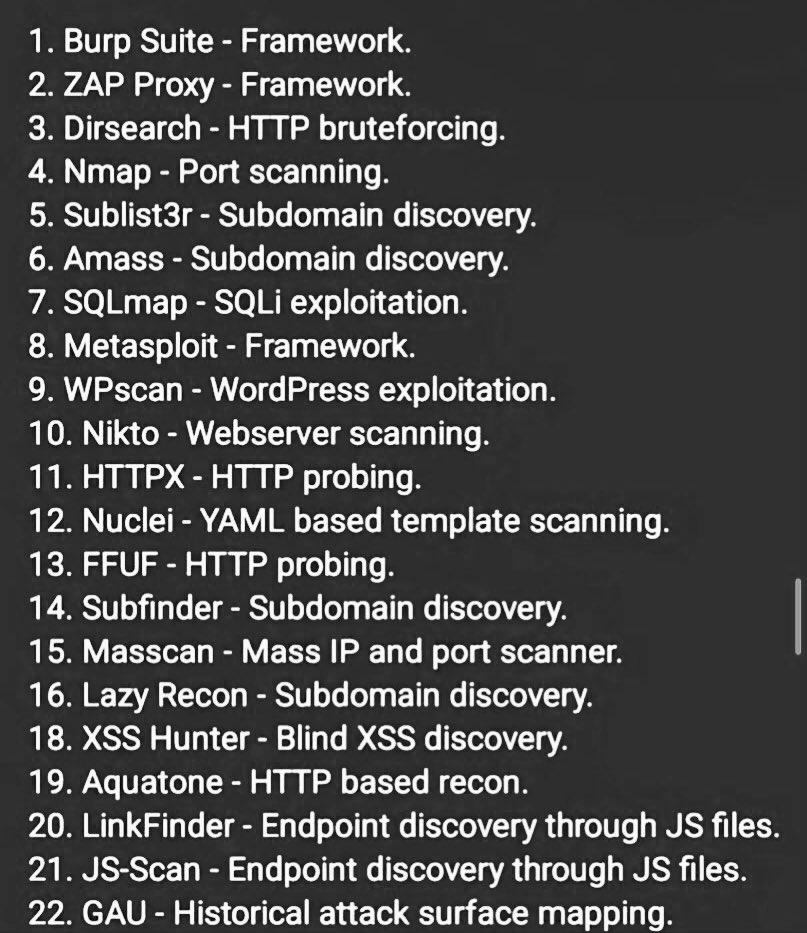 1. Burp Suite - Framework.
2. ZAP Proxy - Framework.
3. Dirsearch - HTTP bruteforcing.
4. Nmap - Port scanning.
5. Sublist3r - Subdomain discovery.
6. Amass - Subdomain discovery.
7. SQLmap - SQLi exploitation.
8. Metasploit - Framework.
9. WPscan - WordPress exploitation.
10. Nikto - Webserver scanning.
11. HTTPX - HTTP probing.
12. Nuclei - YAML based template scanning.
13. FFUF - HTTP probing.
14. Subfinder - Subdomain discovery.
15. Masscan - Mass IP and port scanner.
16. Lazy Recon - Subdomain discovery.
18. XSS Hunter - Blind XSS discovery.
19. Aquatone - HTTP based recon.
20. LinkFinder - Endpoint discovery through JS files.
21. JS-Scan - Endpoint discovery through JS files.
22. GAU - Historical attack surface mapping.